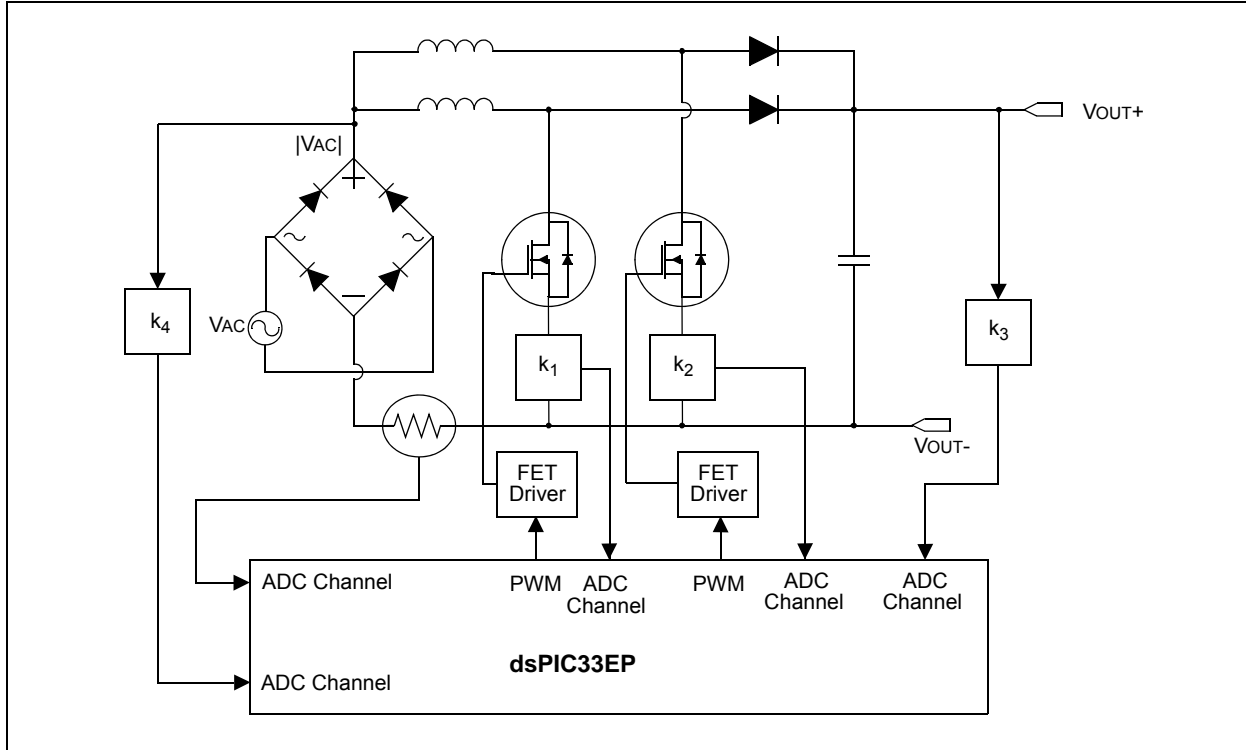 VOUT+
|VAC|
k4
VAC
k1
k2
k3
VOUT-
FET
Driver
FET
Driver
ADC Channel
PWM
ADC
Channel
PWM
ADC
Channel
ADC
Channel
dsPIC33EP
ADC Channel